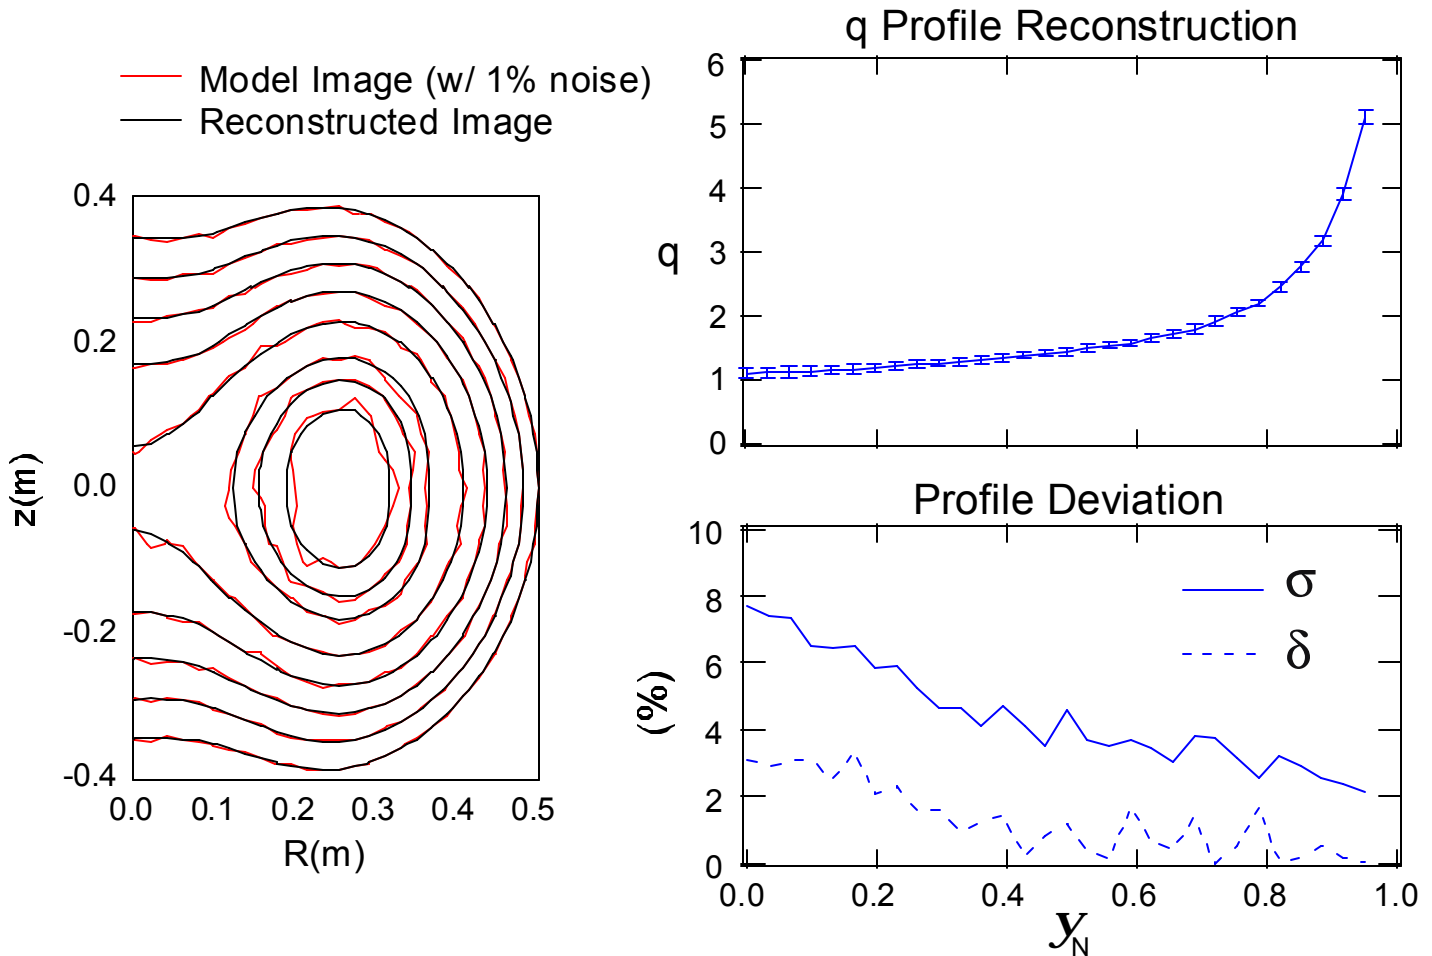 Model Image (w/ 1% noise)
Reconstructed Image
0.4
0.2
0.0
-0.2
-0.4
z(m)
0.0 0.1 0.2 0.3 0.4 0.5
R(m)
q Profile Reconstruction
6
5
4
3
2
1
0
q
Profile Deviation
10
8
6
4
2
0
(%)
σ
δ
0.0 0.2 0.4 0.6 0.8 1.0
y_N